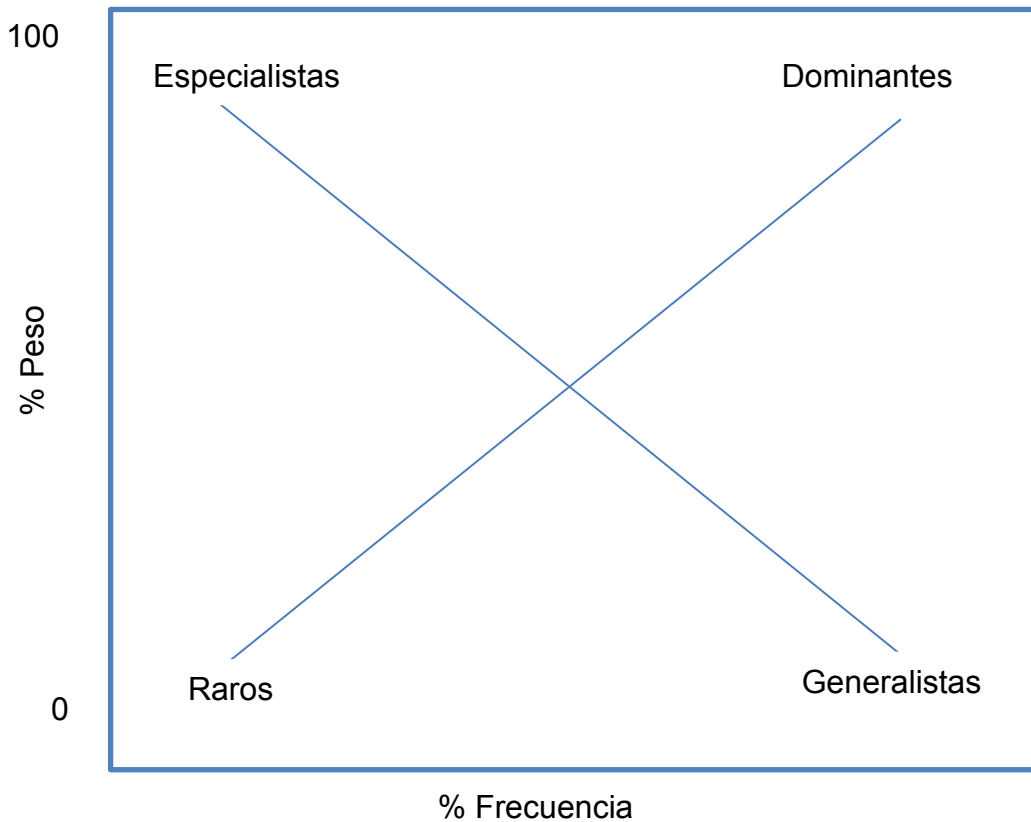 100
Especialistas
Dominantes
% Peso
Raros
Generalistas
0
% Frecuencia